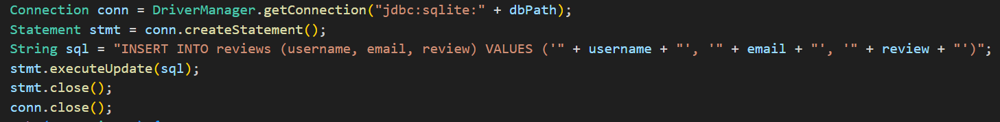 Connection conn = DriverManager.getConnection("jdbc:sqlite:" + dbPath);
Statement stmt = conn.createStatement();
String sql = "INSERT INTO reviews (username, email, review) VALUES ('" + username + "', '" + email + "', '" + review + "')";
stmt.executeUpdate(sql);
stmt.close();
conn.close();